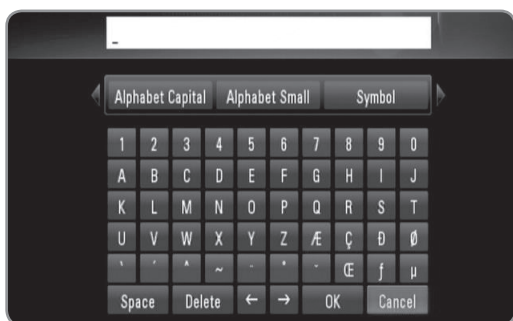 _
Alphabet Capital Alphabet Small Symbol
1 2 3 4 5 6 7 8 9 0
A B C D E F G H I J
K L M N O P Q R S T
U V W X Y Z Æ Ç Ð Ø
` ´ ^ ~ ¨ ˚ ˇ Œ ƒ µ
Space Delete ← → OK Cancel